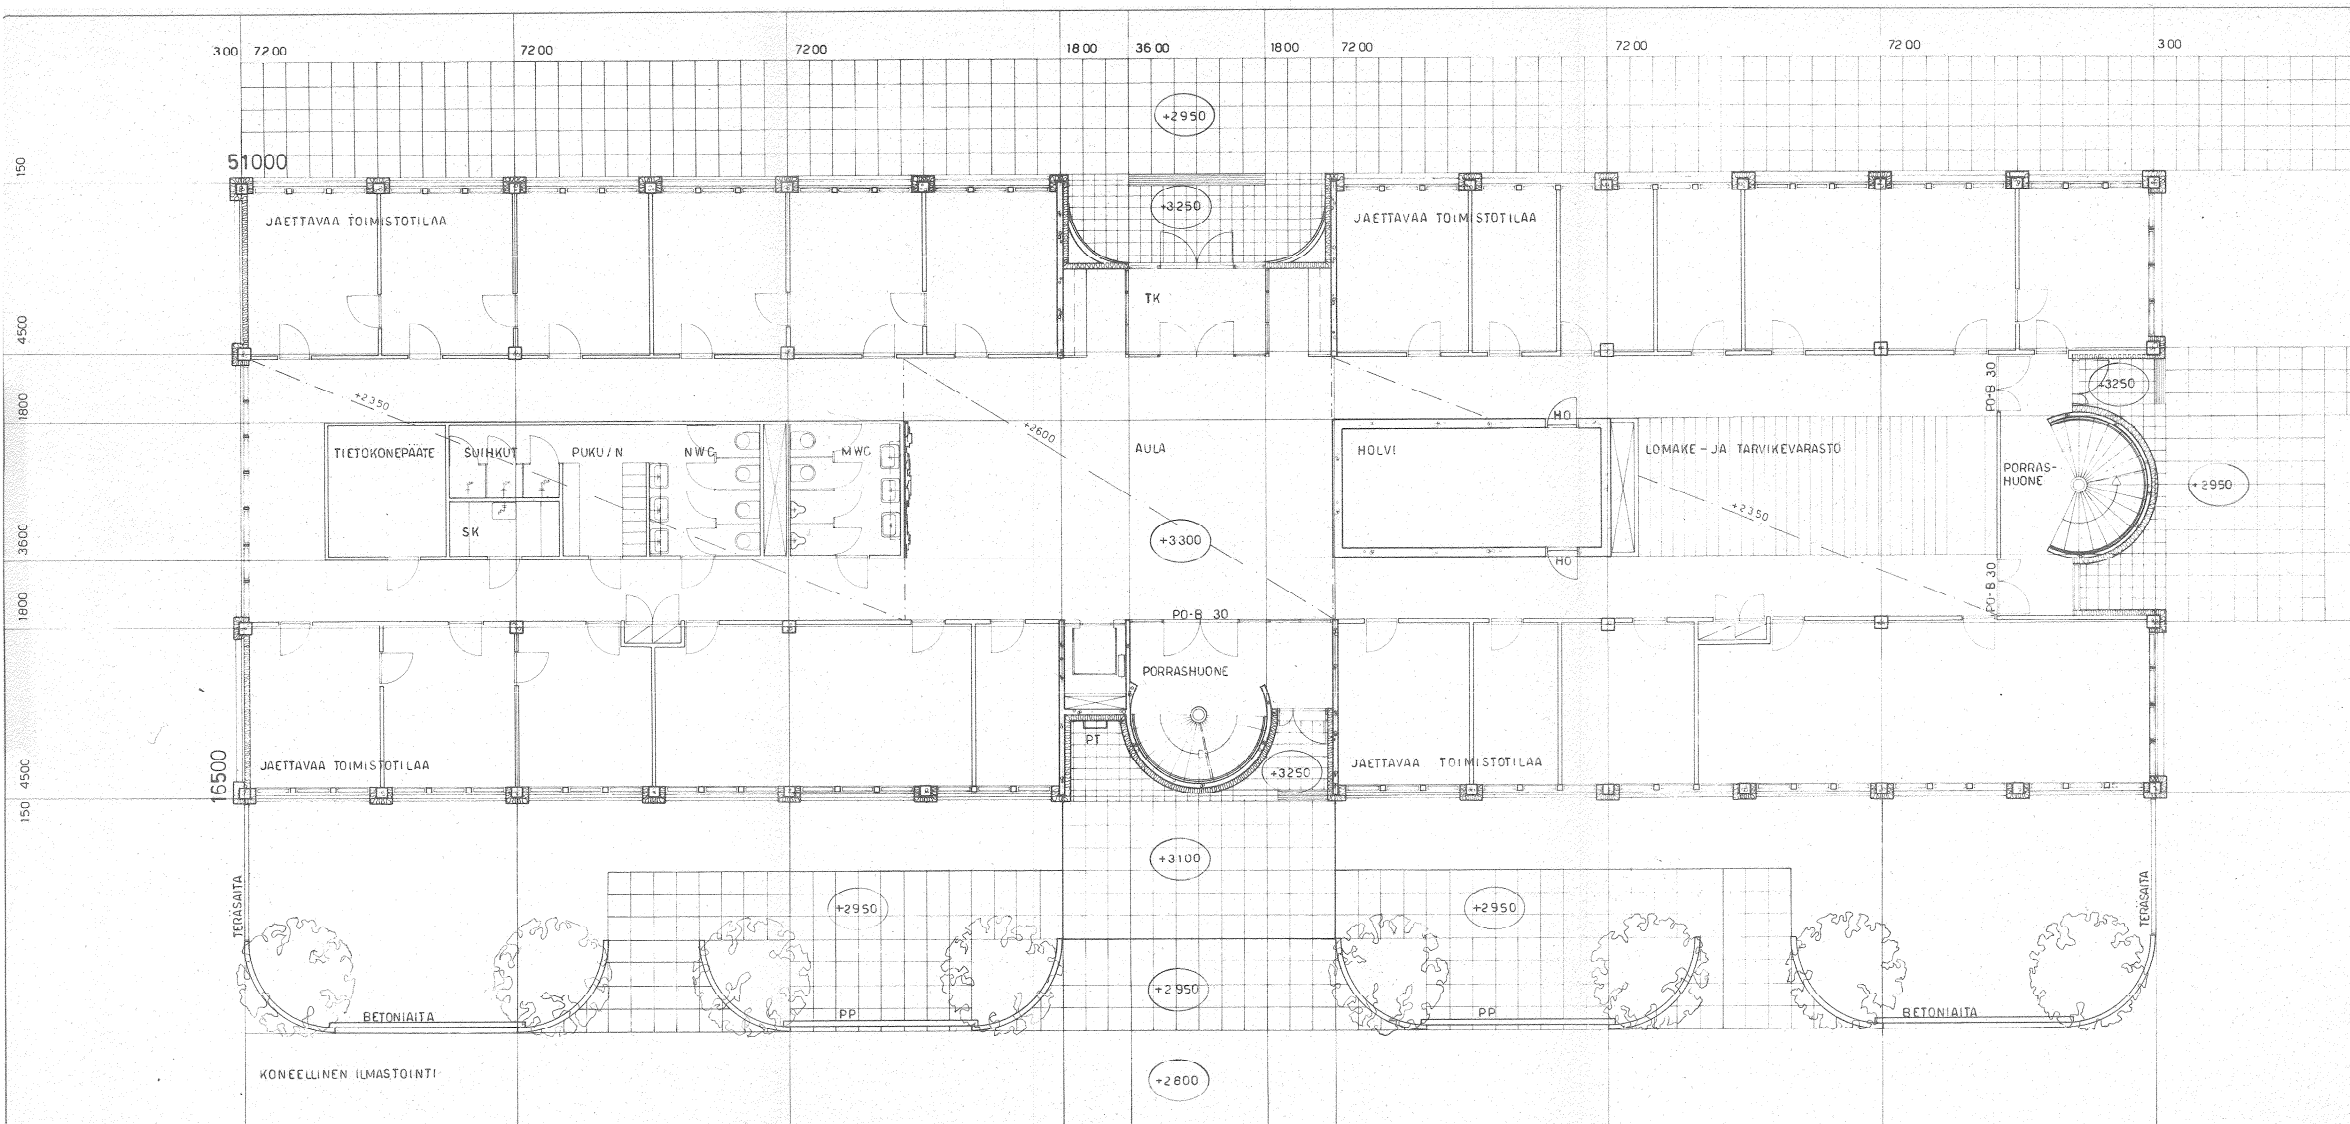 300 7200 7200 7200 1800 3600 1800 7200 7200 7200 300
+2950
150
51000
+3250
JAETTAVAA TOIMISTOTILAA
JAETTAVAA TOIMISTOTILAA
TK
4500
PO-B 30
+3250
+2350
1800
HO
+2600
AULA
TIETOKONEPÄÄTE
SUIHKUT
PUKU/N
NWC
MWC
HOLVI
LOMAKE-JA TARVIKEVARASTO
PORRAS-
HUONE
+2950
+2350
SK
3600
+3300
HO
PO-B 30
1800
PO-B 30
PORRASHUONE
PT
JAETTAVAA TOIMISTOTILAA
JAETTAVAA TOIMISTOTILAA
+3250
4500
16500
150
+3100
TERÄSAITA
+2950
+2950
TERÄSAITA
+2950
BETONIAITA
PP
PP
BETONIAITA
KONEELLINEN ILMASTOINTI
+2800